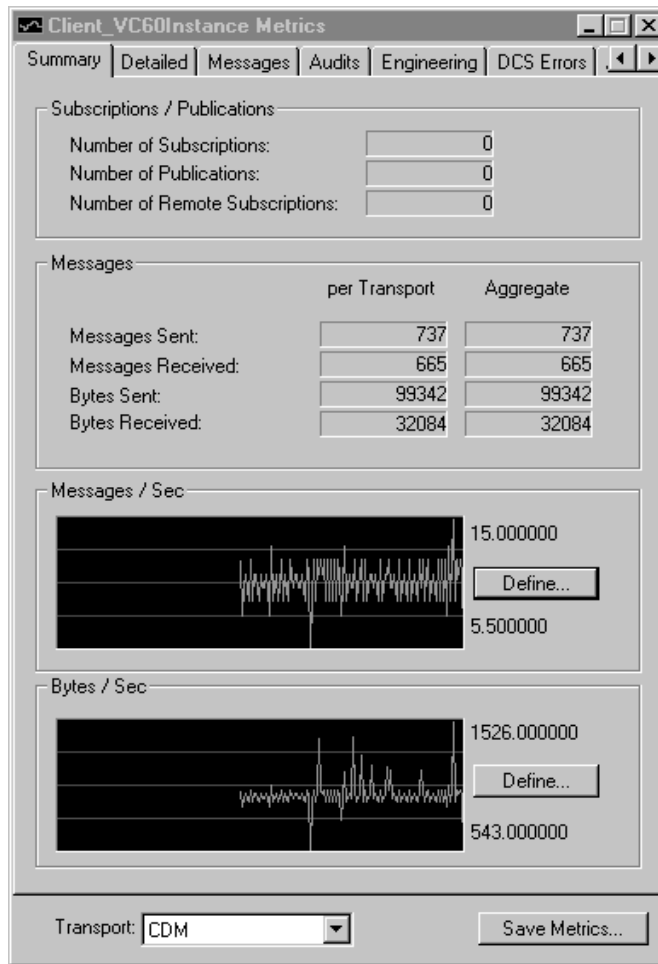 Client_VC60Instance Metrics
Summary Detailed Messages Audits Engineering DCS Errors
Subscriptions / Publications
Number of Subscriptions: 0
Number of Publications: 0
Number of Remote Subscriptions: 0
Messages
per Transport Aggregate
Messages Sent: 737 737
Messages Received: 665 665
Bytes Sent: 99342 99342
Bytes Received: 32084 32084
Messages / Sec
15.000000
Define...
5.500000
Bytes / Sec
1526.000000
Define...
543.000000
Transport: CDM Save Metrics...